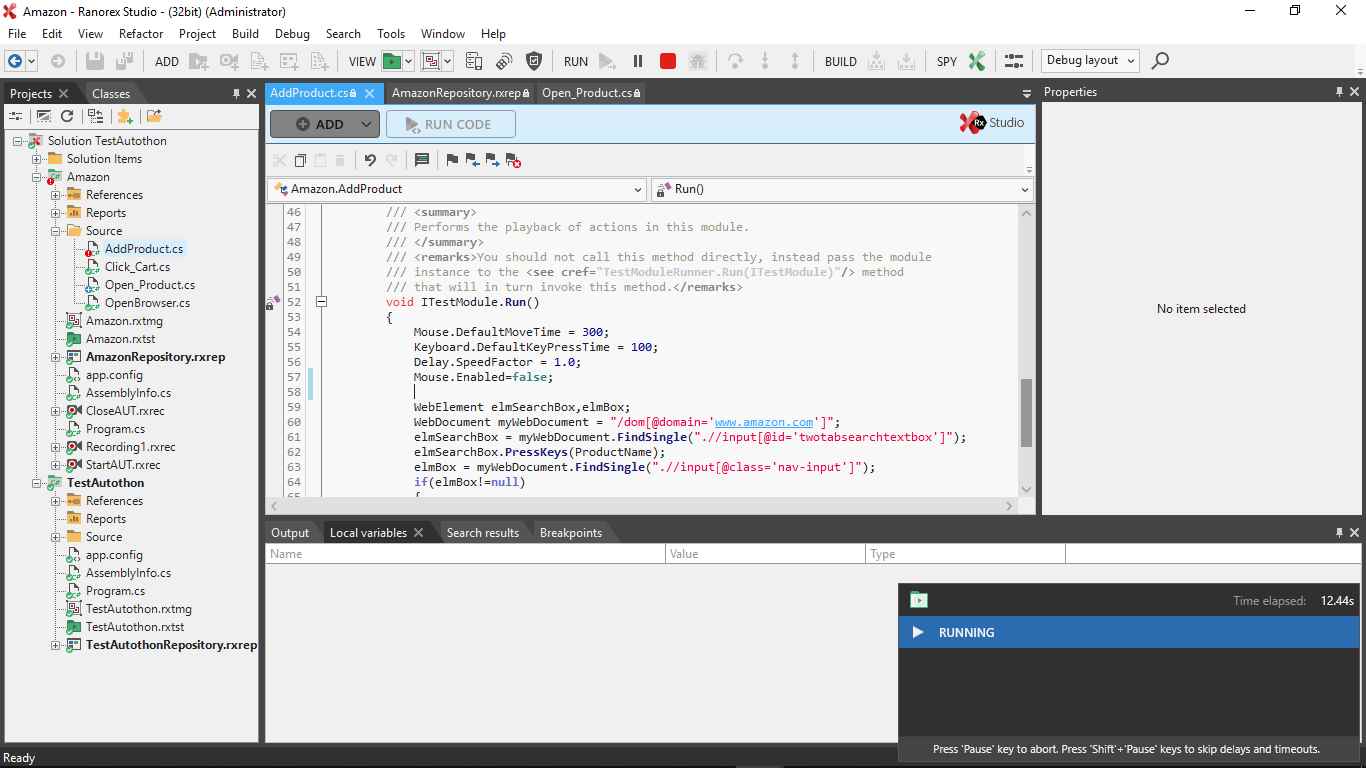 Amazon - Ranorex Studio - (32bit) (Administrator)
File Edit View Refactor Project Build Debug Search Tools Window Help
ADD VIEW RUN BUILD SPY Debug layout
Projects Classes
Solution TestAutothon
Solution Items
Amazon
References
Reports
Source
AddProduct.cs
Click_Cart.cs
Open_Product.cs
OpenBrowser.cs
Amazon.rxtmg
Amazon.rxtst
AmazonRepository.rxrep
app.config
AssemblyInfo.cs
CloseAUT.rxrec
Program.cs
Recording1.rxrec
StartAUT.rxrec
TestAutothon
References
Reports
Source
app.config
AssemblyInfo.cs
Program.cs
TestAutothon.rxtmg
TestAutothon.rxtst
TestAutothonRepository.rxrep
AddProduct.cs AmazonRepository.rxrep Open_Product.cs
ADD RUN CODE Rx Studio
Amazon.AddProduct Run()
46 /// <summary>
47 /// Performs the playback of actions in this module.
48 /// </summary>
49 /// <remarks>You should not call this method directly, instead pass the module
50 /// instance to the <see cref="TestModuleRunner.Run(ITestModule)"/> method
51 /// that will in turn invoke this method.</remarks>
52 void ITestModule.Run()
53 {
54 Mouse.DefaultMoveTime = 300;
55 Keyboard.DefaultKeyPressTime = 100;
56 Delay.SpeedFactor = 1.0;
57 Mouse.Enabled=false;
58
59 WebElement elmSearchBox,elmBox;
60 WebDocument myWebDocument = "/dom[@domain='www.amazon.com']";
61 elmSearchBox = myWebDocument.FindSingle(".//input[@id='twotabsearchtextbox']");
62 elmSearchBox.PressKeys(ProductName);
63 elmBox = myWebDocument.FindSingle(".//input[@class='nav-input']");
64 if(elmBox!=null)
65 {
Properties
No item selected
Output Local variables Search results Breakpoints
Name Value Type
Time elapsed: 12.44s
RUNNING
Press 'Pause' key to abort. Press 'Shift'+'Pause' keys to skip delays and timeouts.
Ready